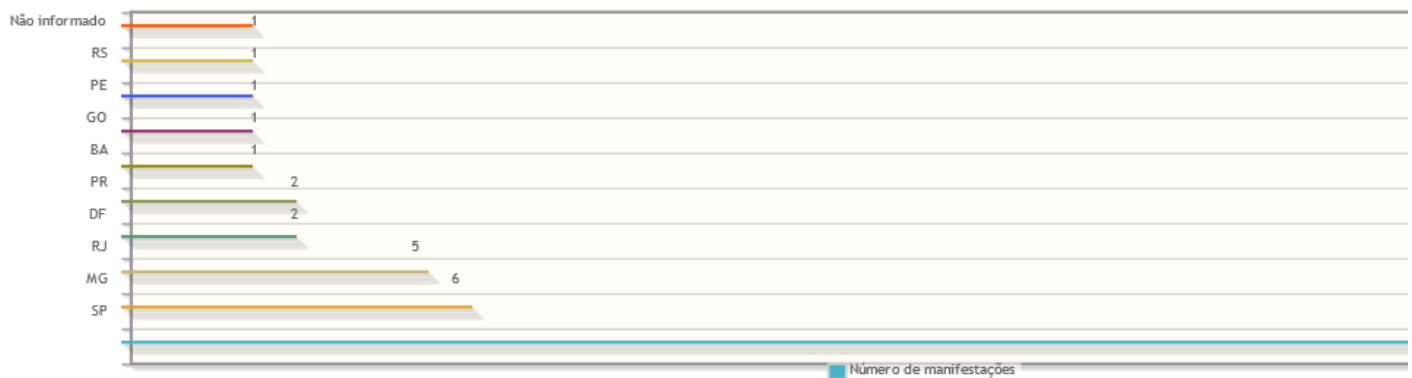 Não informado 1
RS 1
PE 1
GO 1
BA 1
PR 2
DF 2
RJ 5
MG 6
SP
Número de manifestações